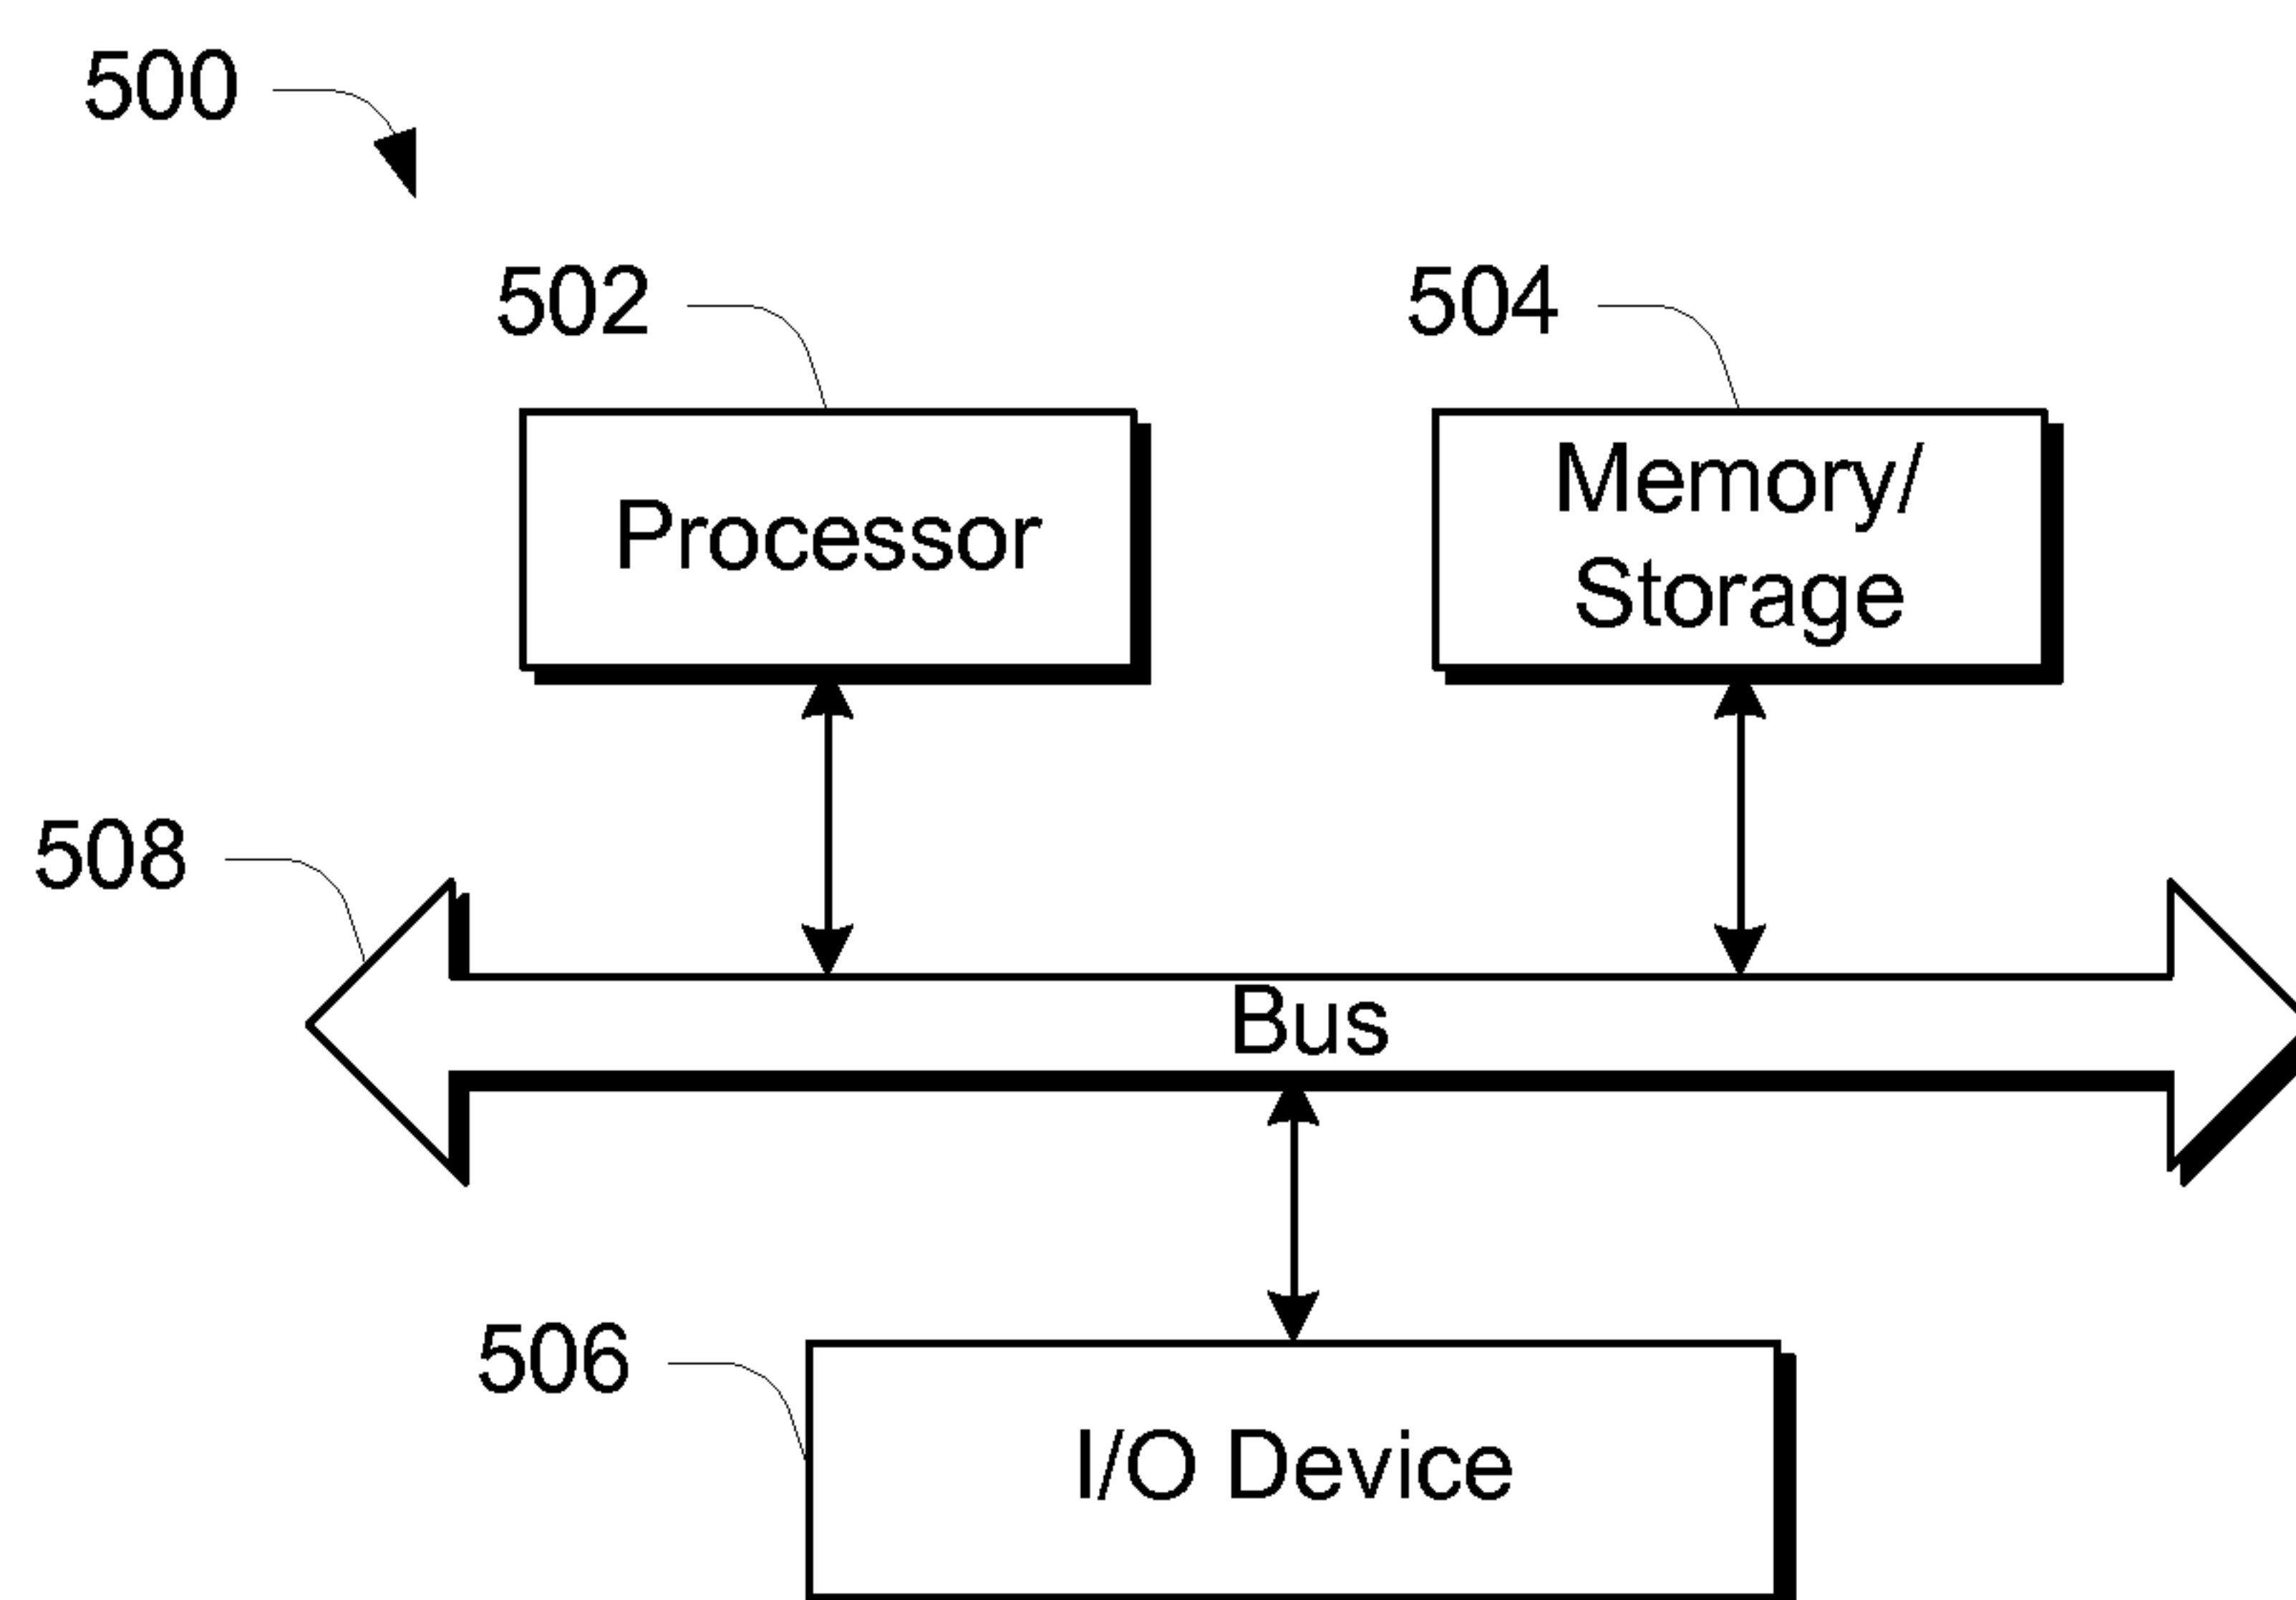 500
502
504
Processor
Memory/
Storage
508
Bus
506
I/O Device